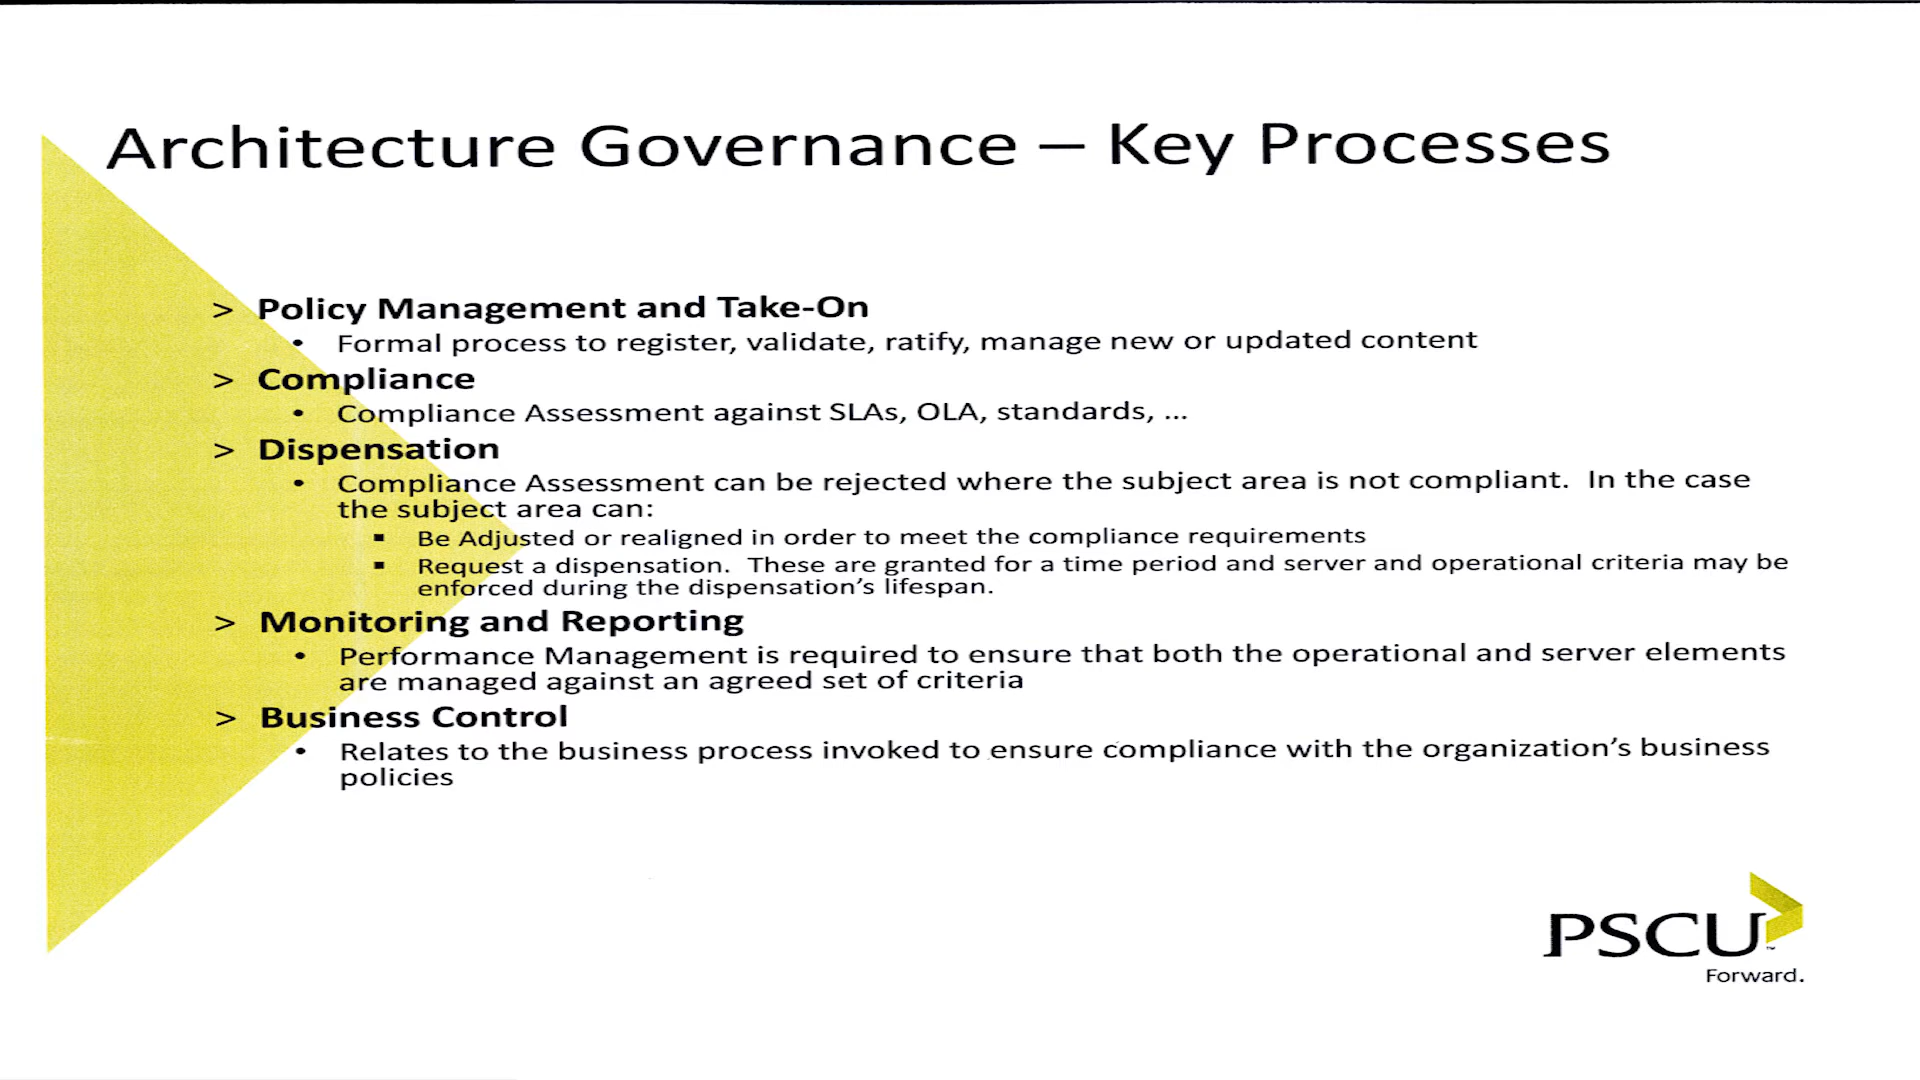 Architecture Governance – Key Processes
> Policy Management and Take-On
• Formal process to register, validate, ratify, manage new or updated content
> Compliance
• Compliance Assessment against SLAs, OLA, standards, ...
> Dispensation
• Compliance Assessment can be rejected where the subject area is not compliant.  In the case
the subject area can:
▪ Be Adjusted or realigned in order to meet the compliance requirements
▪ Request a dispensation.  These are granted for a time period and server and operational criteria may be
enforced during the dispensation's lifespan.
> Monitoring and Reporting
• Performance Management is required to ensure that both the operational and server elements
are managed against an agreed set of criteria
> Business Control
• Relates to the business process invoked to ensure compliance with the organization's business
policies
PSCU™
Forward.